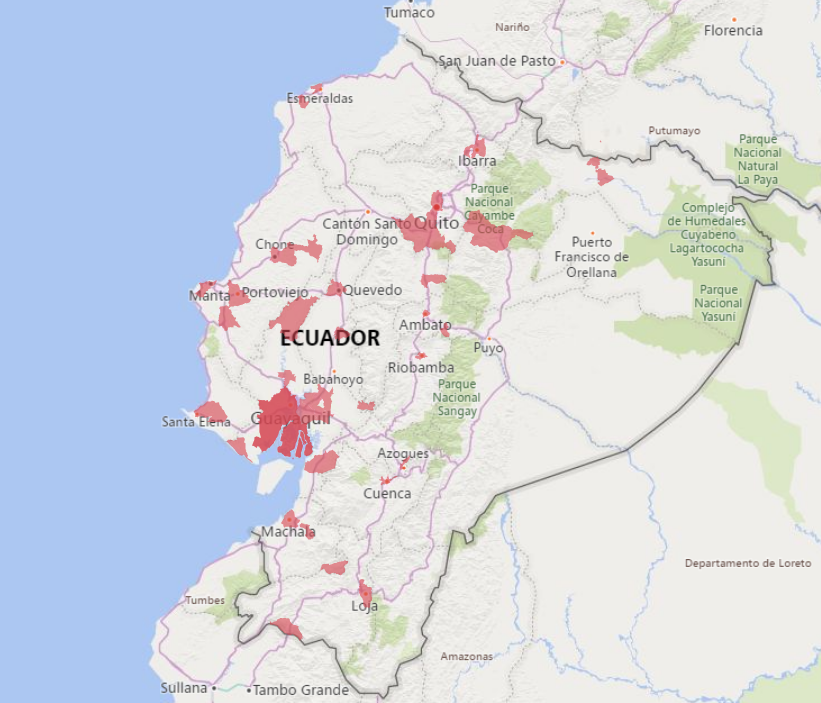 Tumaco
Nariño
Florencia
San Juan de Pasto
Esmeraldas
Putumayo
Parque
Nacional
Natural
La Paya
Ibarra
Parque
Nacional
Cayambe
Coca
Complejo
de Humedales
Cuyabeno
Lagartococha
Yasuní
Cantón Santo
Domingo
Quito
Chone
Puerto
Francisco de
Orellana
Manta
Portoviejo
Quevedo
Parque
Nacional
Yasuní
ECUADOR
Ambato
Puyo
Riobamba
Babahoyo
Parque
Nacional
Sangay
Santa Elena
Guayaquil
Azogues
Cuenca
Machala
Departamento de Loreto
Tumbes
Loja
Amazonas
Sullana
Tambo Grande